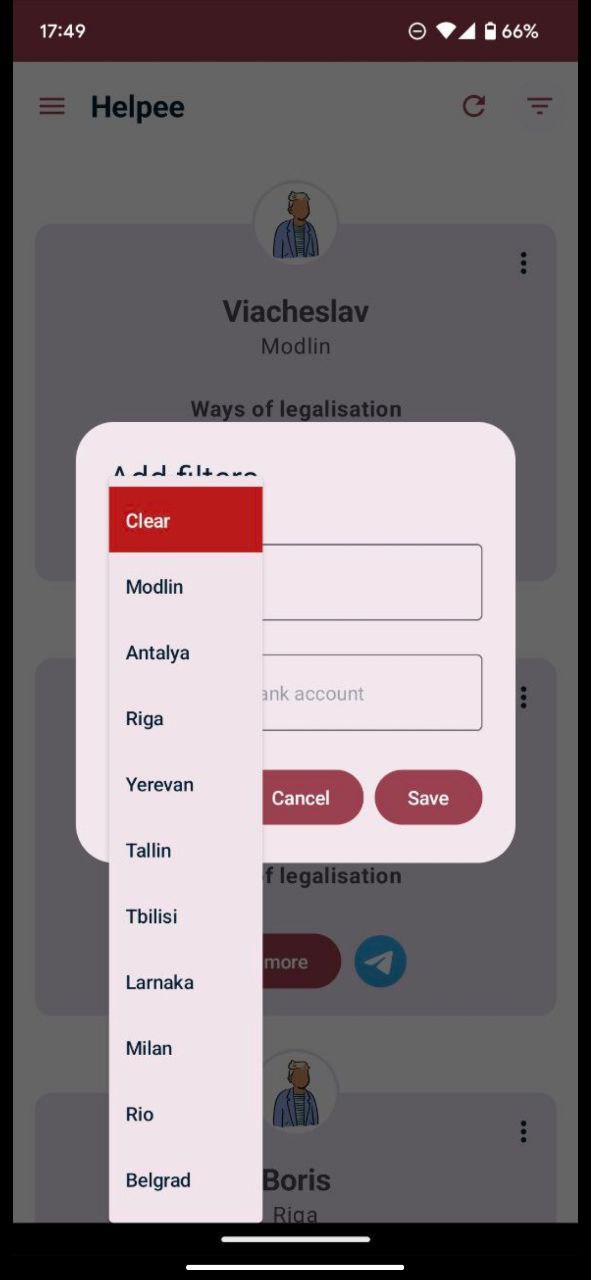 17:49
66%
Helpee
Viacheslav
Modlin
Ways of legalisation
Add filters
Clear
Modlin
Antalya
Riga
Yerevan
Tallin
Tbilisi
Larnaka
Milan
Rio
Belgrad
account
Cancel
Save
legalisation
more
Boris
Riga